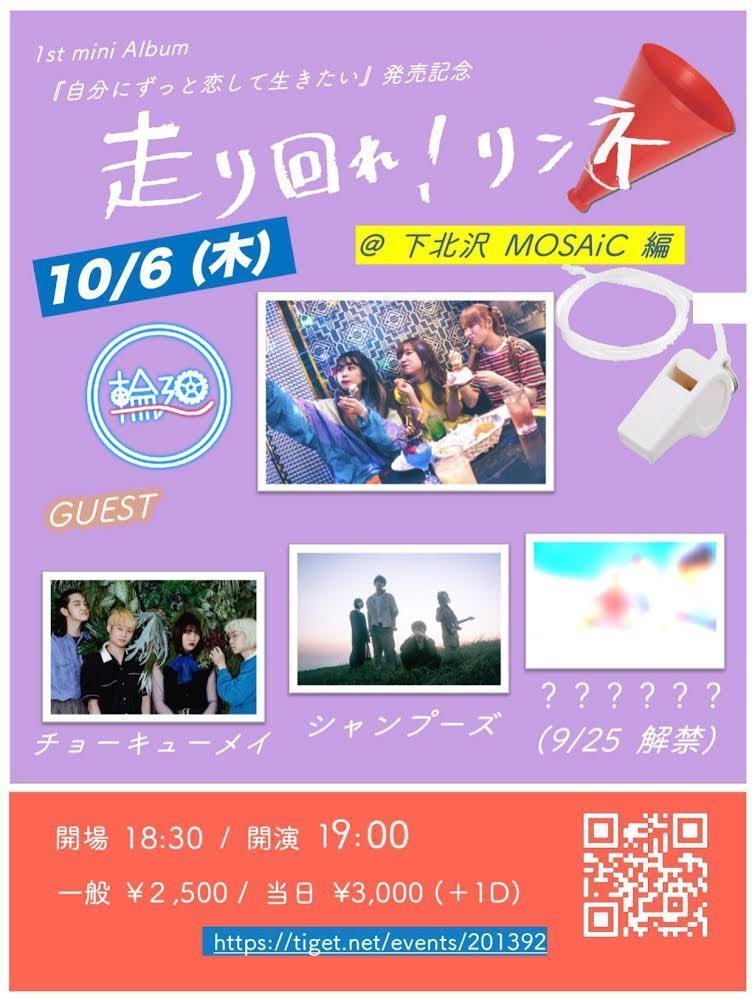 1st mini Album
『自分にずっと恋して生きたい』発売記念
走り回れ！リンネ
10/6 (木)
@ 下北沢 MOSAiC 編
輪廻
GUEST
チョーキューメイ
シャンプーズ
？？？？？？
(9/25 解禁)
開場 18:30 / 開演 19:00
一般 ￥2,500 / 当日 ¥3,000 (＋1D)
https://tiget.net/events/201392